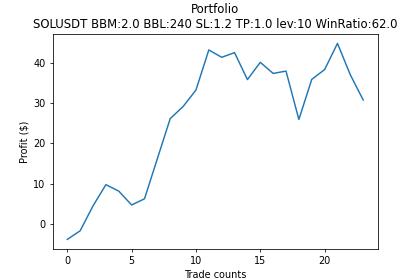 Portfolio
SOLUSDT BBM:2.0 BBL:240 SL:1.2 TP:1.0 lev:10 WinRatio:62.0
40
30
20
10
0
Profit ($)
0 5 10 15 20
Trade counts